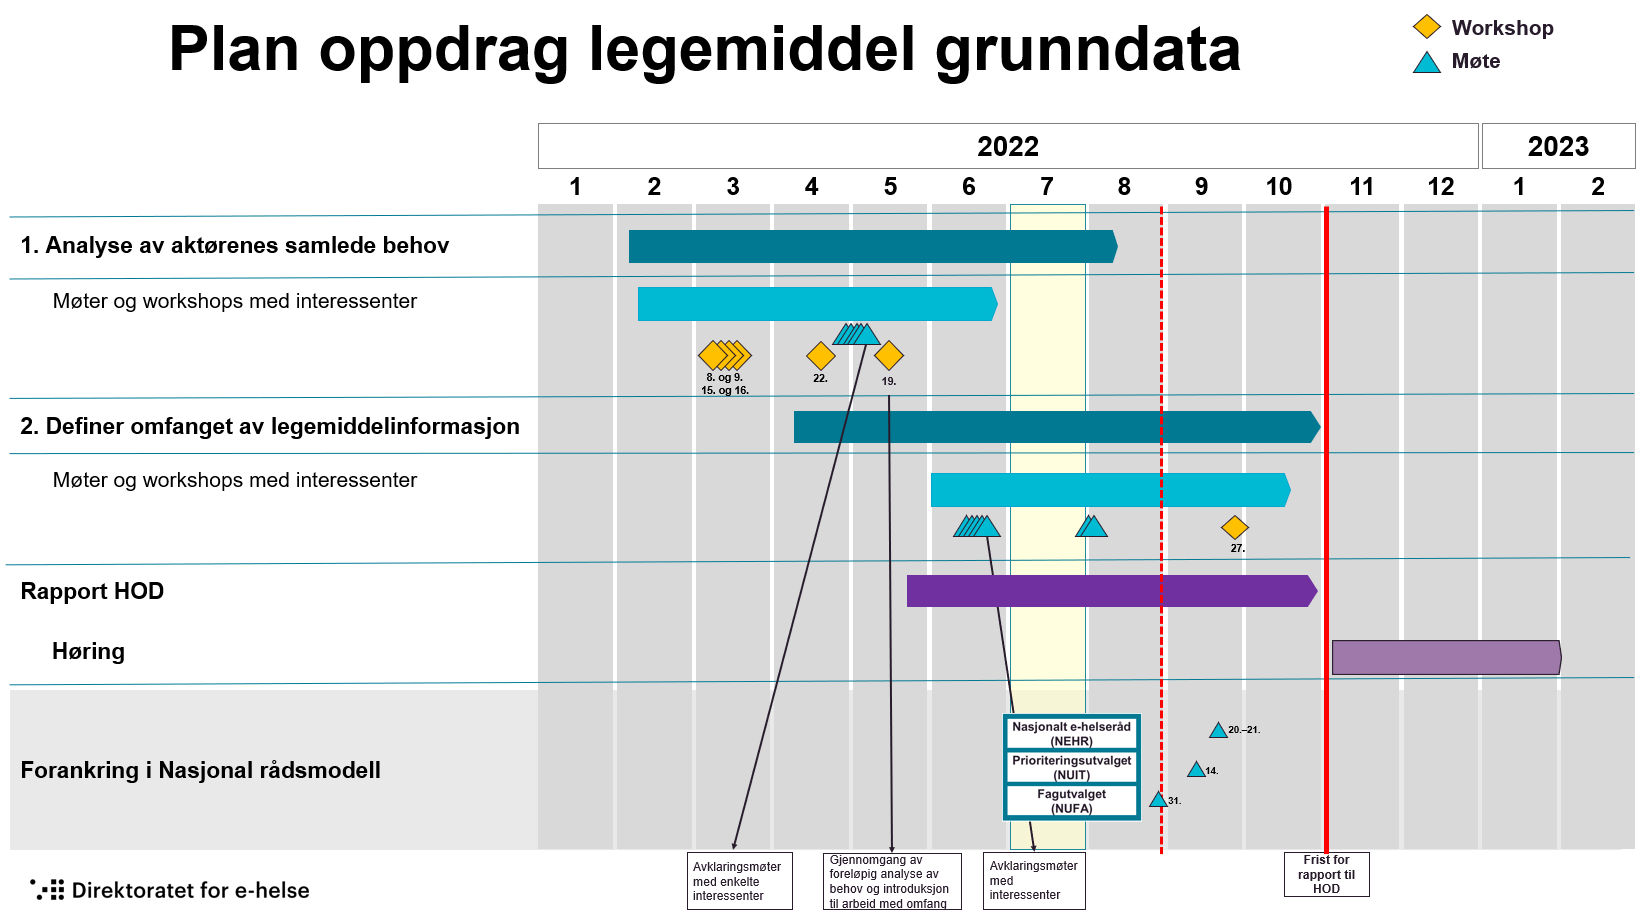 Plan oppdrag legemiddel grunndata
Workshop
Møte
2022
2023
1 2 3 4 5 6 7 8 9 10 11 12 1 2
1. Analyse av aktørenes samlede behov
Møter og workshops med interessenter
8. og 9.
15. og 16.
22.
19.
2. Definer omfanget av legemiddelinformasjon
Møter og workshops med interessenter
27.
Rapport HOD
Høring
Forankring i Nasjonal rådsmodell
Nasjonalt e-helseråd
(NEHR)
20.–21.
Prioriteringsutvalget
(NUIT)
14.
Fagutvalget
(NUFA)
31.
Avklaringsmøter
med enkelte
interessenter
Gjennomgang av
foreløpig analyse av
behov og introduksjon
til arbeid med omfang
Avklaringsmøter
med
interessenter
Frist for
rapport til
HOD
Direktoratet for e-helse